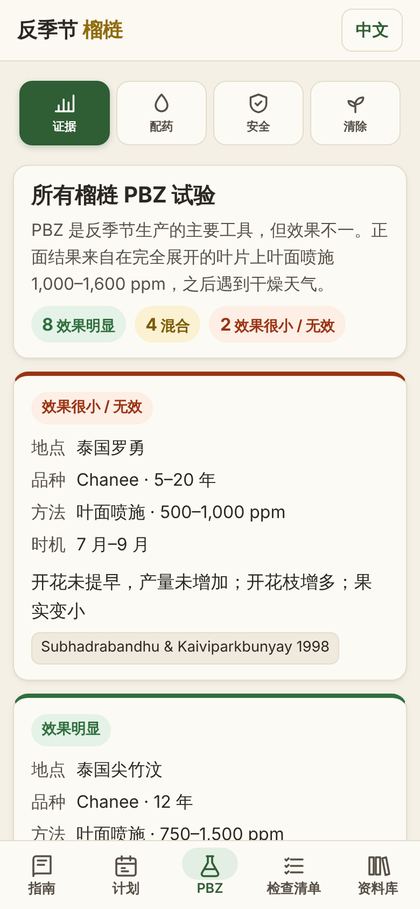 反季节 榴梿
中文
证据
配药
安全
清除
所有榴梿 PBZ 试验
PBZ 是反季节生产的主要工具，但效果不一。正
面结果来自在完全展开的叶片上叶面喷施
1,000–1,600 ppm，之后遇到干燥天气。
8 效果明显
4 混合
2 效果很小 / 无效
效果很小 / 无效
地点 泰国罗勇
品种 Chanee · 5–20 年
方法 叶面喷施 · 500–1,000 ppm
时机 7 月–9 月
开花未提早，产量未增加；开花枝增多；果
实变小
Subhadrabandhu & Kaiviparkbunyay 1998
效果明显
地点 泰国尖竹汶
品种 Chanee · 12 年
方法 叶面喷施 · 750–1,500 ppm
指南
计划
PBZ
检查清单
资料库